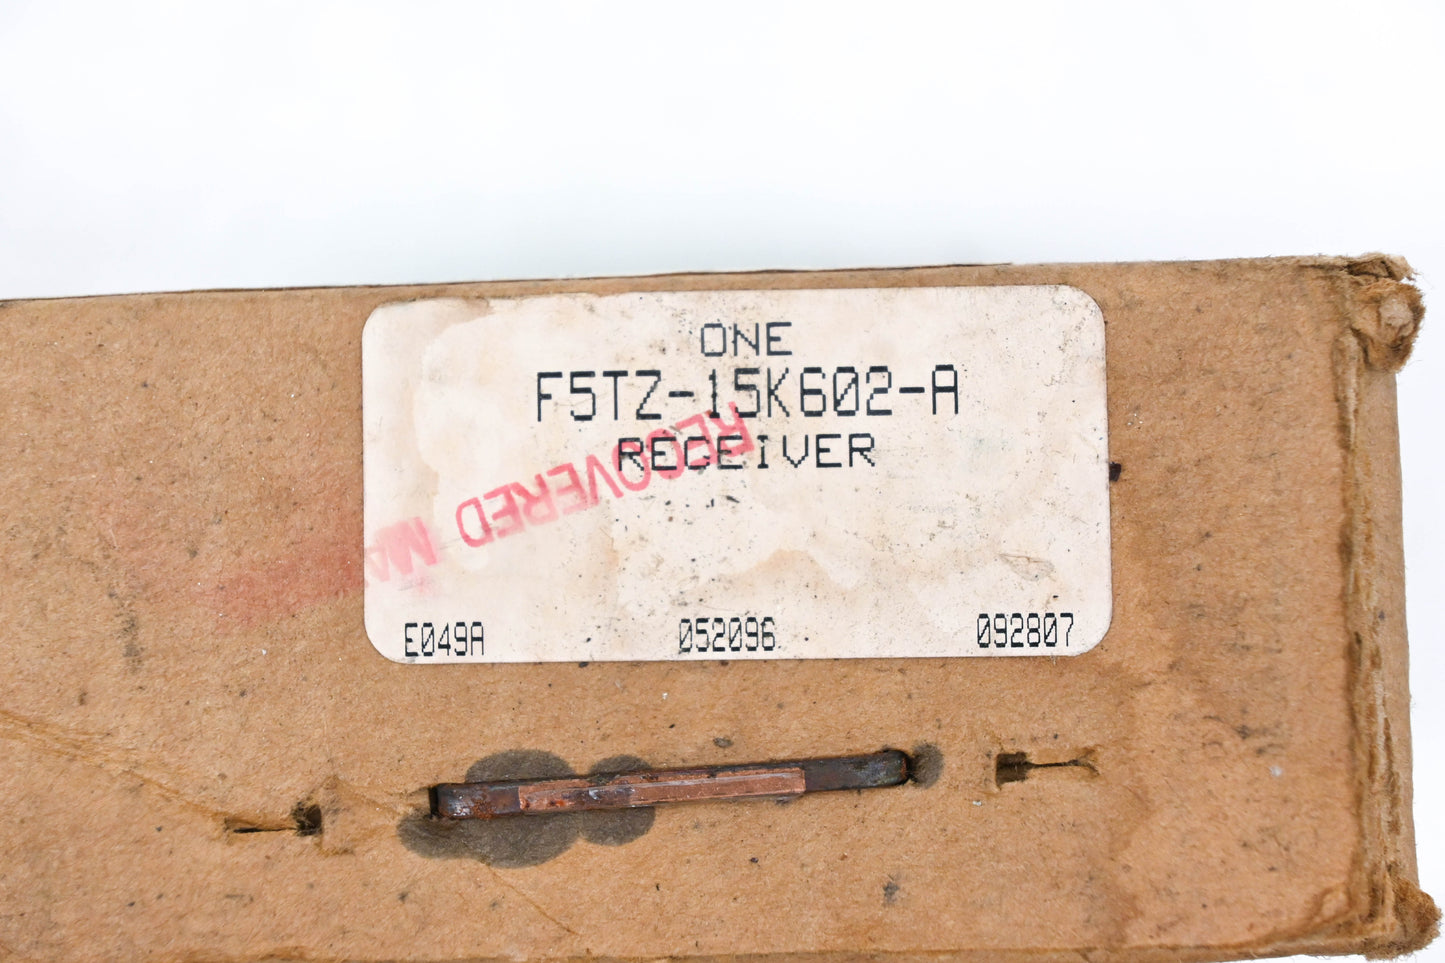 ONE
F5TZ-15K602-A
RECEIVER
RECOVERED
E049A 052096 092807